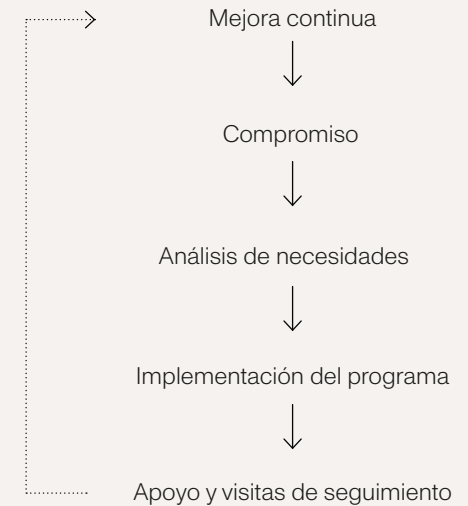 Mejora continua
Compromiso
Análisis de necesidades
Implementación del programa
Apoyo y visitas de seguimiento